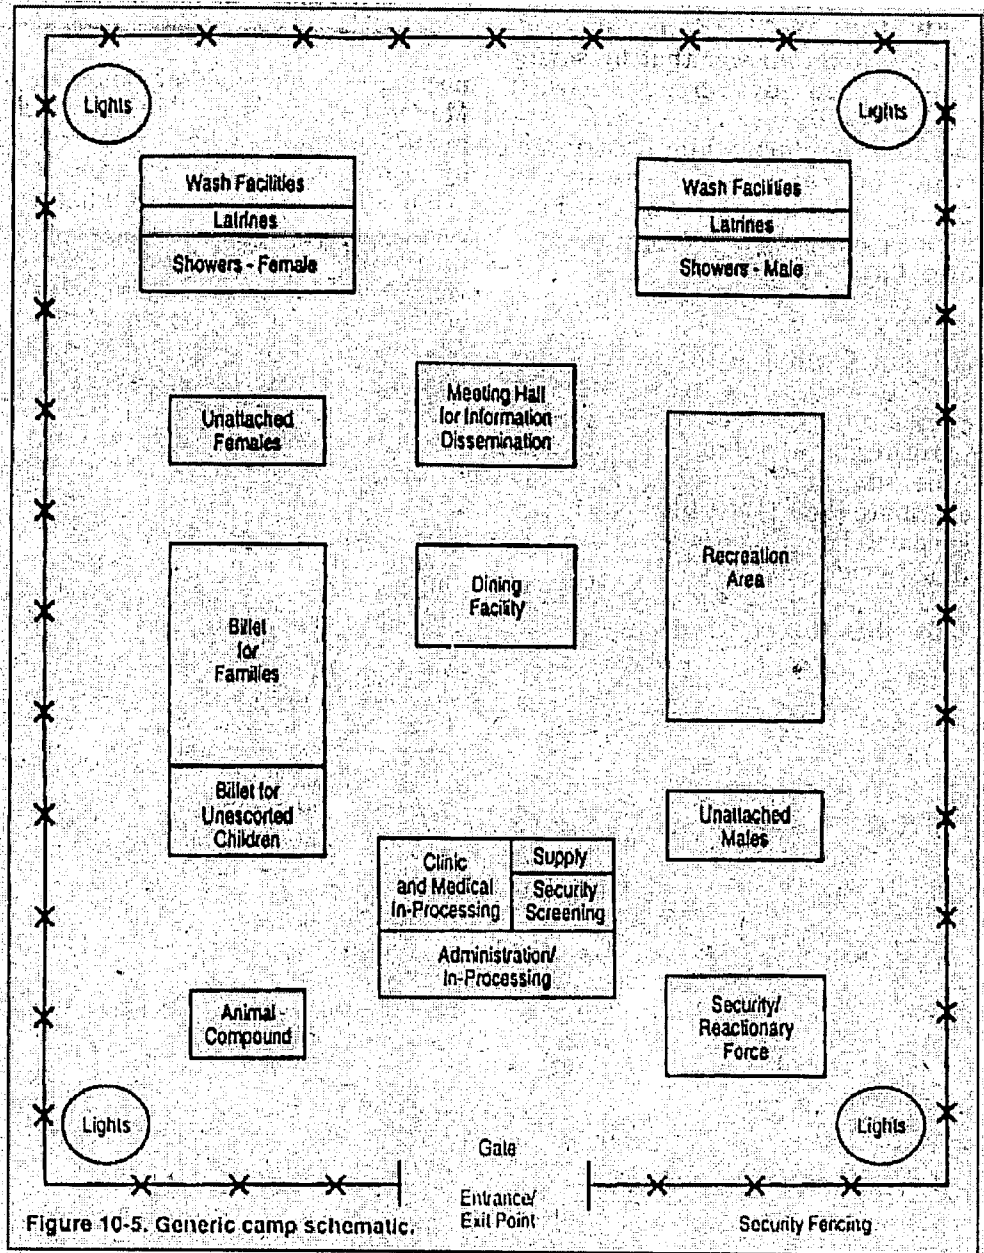 Lights
Lights
Wash Facilities
Latrines
Showers - Female
Wash Facilities
Latrines
Showers - Male
Unattached
Females
Meeting Hall
for Information
Dissemination
Recreation
Area
Billet
for
Families
Dining
Facility
Billet for
Unescorted
Children
Unattached
Males
Clinic
and Medical
In-Processing
Supply
Security
Screening
Administration/
In-Processing
Animal
Compound
Security/
Reactionary
Force
Lights
Lights
Gate
Entrance/
Exit Point
Security Fencing
Figure 10-5. Generic camp schematic.